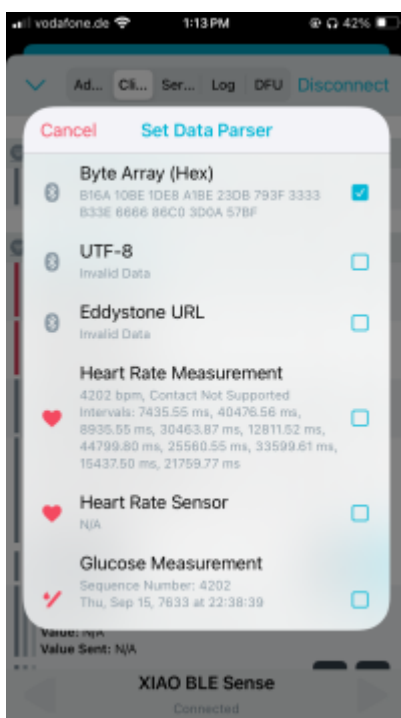 vodafone.de 1:13 PM 42%
Ad... Cli... Ser... Log DFU Disconnect
Cancel Set Data Parser
Byte Array (Hex)
B16A 10BE 1DE8 A1BE 23DB 793F 3333
B33E 6666 86C0 3D0A 57BF
UTF-8
Invalid Data
Eddystone URL
Invalid Data
Heart Rate Measurement
4202 bpm, Contact Not Supported
Intervals: 7435.55 ms, 40476.56 ms,
8935.55 ms, 30463.87 ms, 12811.52 ms,
44799.80 ms, 25560.55 ms, 33599.61 ms,
15437.50 ms, 21759.77 ms
Heart Rate Sensor
N/A
Glucose Measurement
Sequence Number: 4202
Thu, Sep 15, 7633 at 22:38:39
Value: N/A
Value Sent: N/A
XIAO BLE Sense
Connected